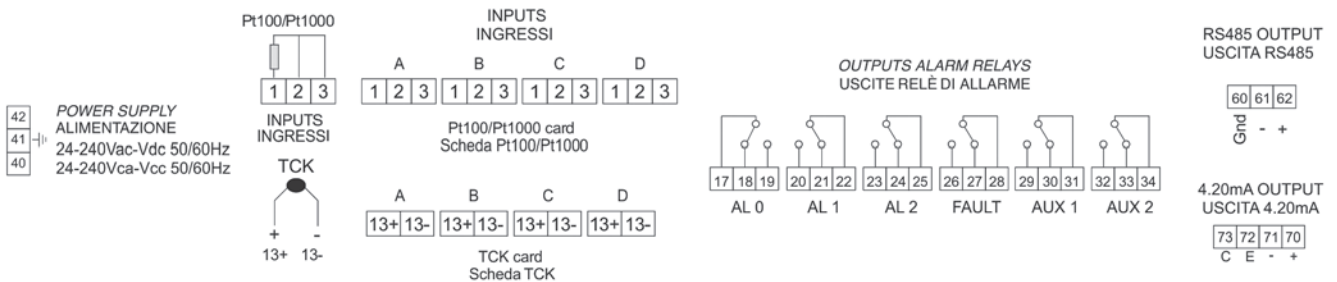 42
41
40
POWER SUPPLY
ALIMENTAZIONE
24-240Vac-Vdc 50/60Hz
24-240Vca-Vcc 50/60Hz
Pt100/Pt1000
1 2 3
INPUTS
INGRESSI
TCK
+ -
13+ 13-
INPUTS
INGRESSI
A B C D
1 2 3 1 2 3 1 2 3 1 2 3
Pt100/Pt1000 card
Scheda Pt100/Pt1000
A B C D
13+ 13- 13+ 13- 13+ 13- 13+ 13-
TCK card
Scheda TCK
OUTPUTS ALARM RELAYS
USCITE RELÈ DI ALLARME
17 18 19 20 21 22 23 24 25 26 27 28 29 30 31 32 33 34
AL 0 AL 1 AL 2 FAULT AUX 1 AUX 2
RS485 OUTPUT
USCITA RS485
60 61 62
Gnd - +
4.20mA OUTPUT
USCITA 4.20mA
73 72 71 70
C E - +